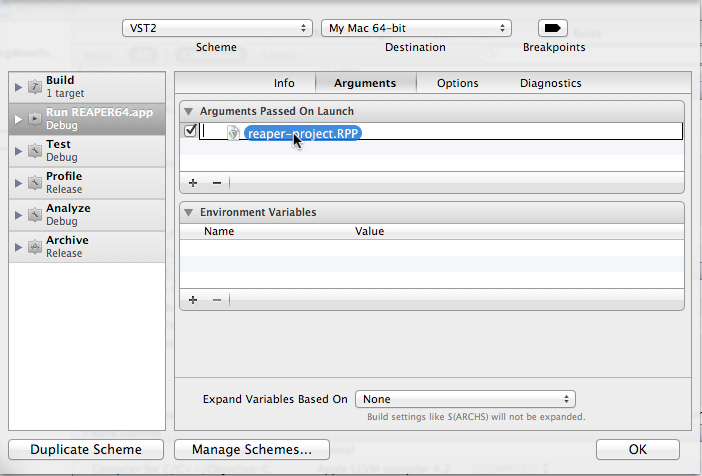 VST2 My Mac 64-bit
Scheme Destination Breakpoints
Build
1 target
Run REAPER64.app
Debug
Test
Debug
Profile
Release
Analyze
Debug
Archive
Release
Info Arguments Options Diagnostics
Arguments Passed On Launch
reaper-project.RPP
Environment Variables
Name Value
Expand Variables Based On None
Build settings like $(ARCHS) will not be expanded.
Duplicate Scheme Manage Schemes... OK